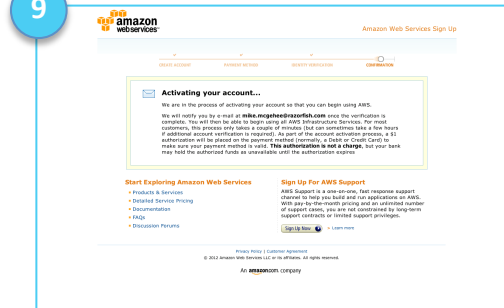 9
amazon
webservices™
Amazon Web Services Sign Up
CREATE ACCOUNT PAYMENT METHOD IDENTITY VERIFICATION CONFIRMATION
Activating your account...
We are in the process of activating your account so that you can begin using AWS.
We will notify you by e-mail at mike.mcgehee@razorfish.com once the verification is
complete. You will then be able to begin using all AWS Infrastructure Services. For most
customers, this process only takes a couple of minutes (but can sometimes take a few hours
if additional account verification is required). As part of the account activation process, a $1
authorization will be placed on the payment method (normally, a Debit or Credit Card) to
make sure your payment method is valid. This authorization is not a charge, but your bank
may hold the authorized funds as unavailable until the authorization expires
Start Exploring Amazon Web Services
Products & Services
Detailed Service Pricing
Documentation
FAQs
Discussion Forums
Sign Up For AWS Support
AWS Support is a one-on-one, fast response support
channel to help you build and run applications on AWS.
With pay-by-the-month pricing and an unlimited number
of support cases, you are not constrained by long-term
support contracts or limited support privileges.
Sign Up Now Learn more
Privacy Policy | Customer Agreement
© 2012 Amazon Web Services LLC or its affiliates. All rights reserved.
An amazon.com company